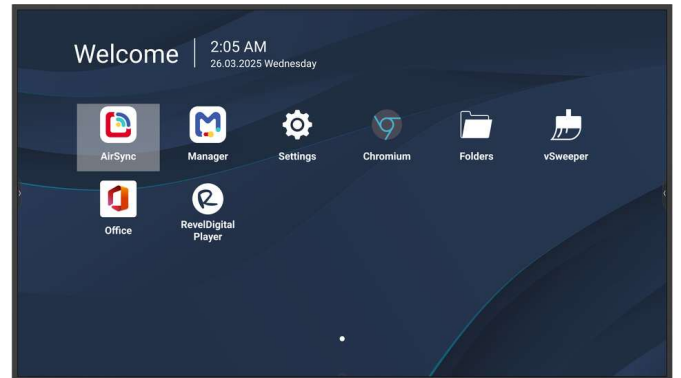 Welcome
2:05 AM
26.03.2025 Wednesday
AirSync
Manager
Settings
Chromium
Folders
vSweeper
Office
RevelDigital
Player